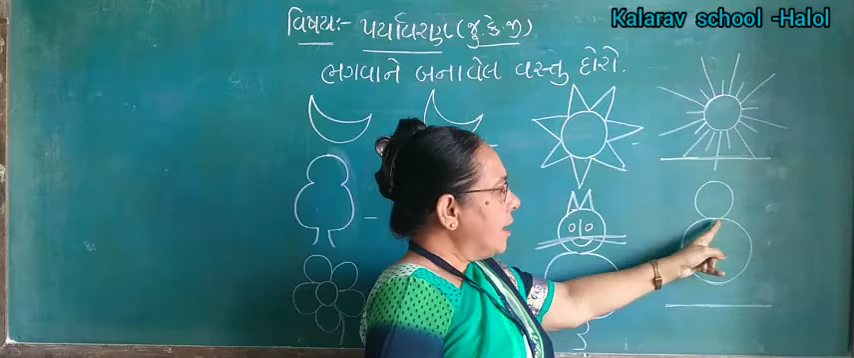 Kalarav school -Halol
વિષય:- પર્યાવરણ (જુ.કે.જી)
ભગવાને બનાવેલ વસ્તુ દોરો.